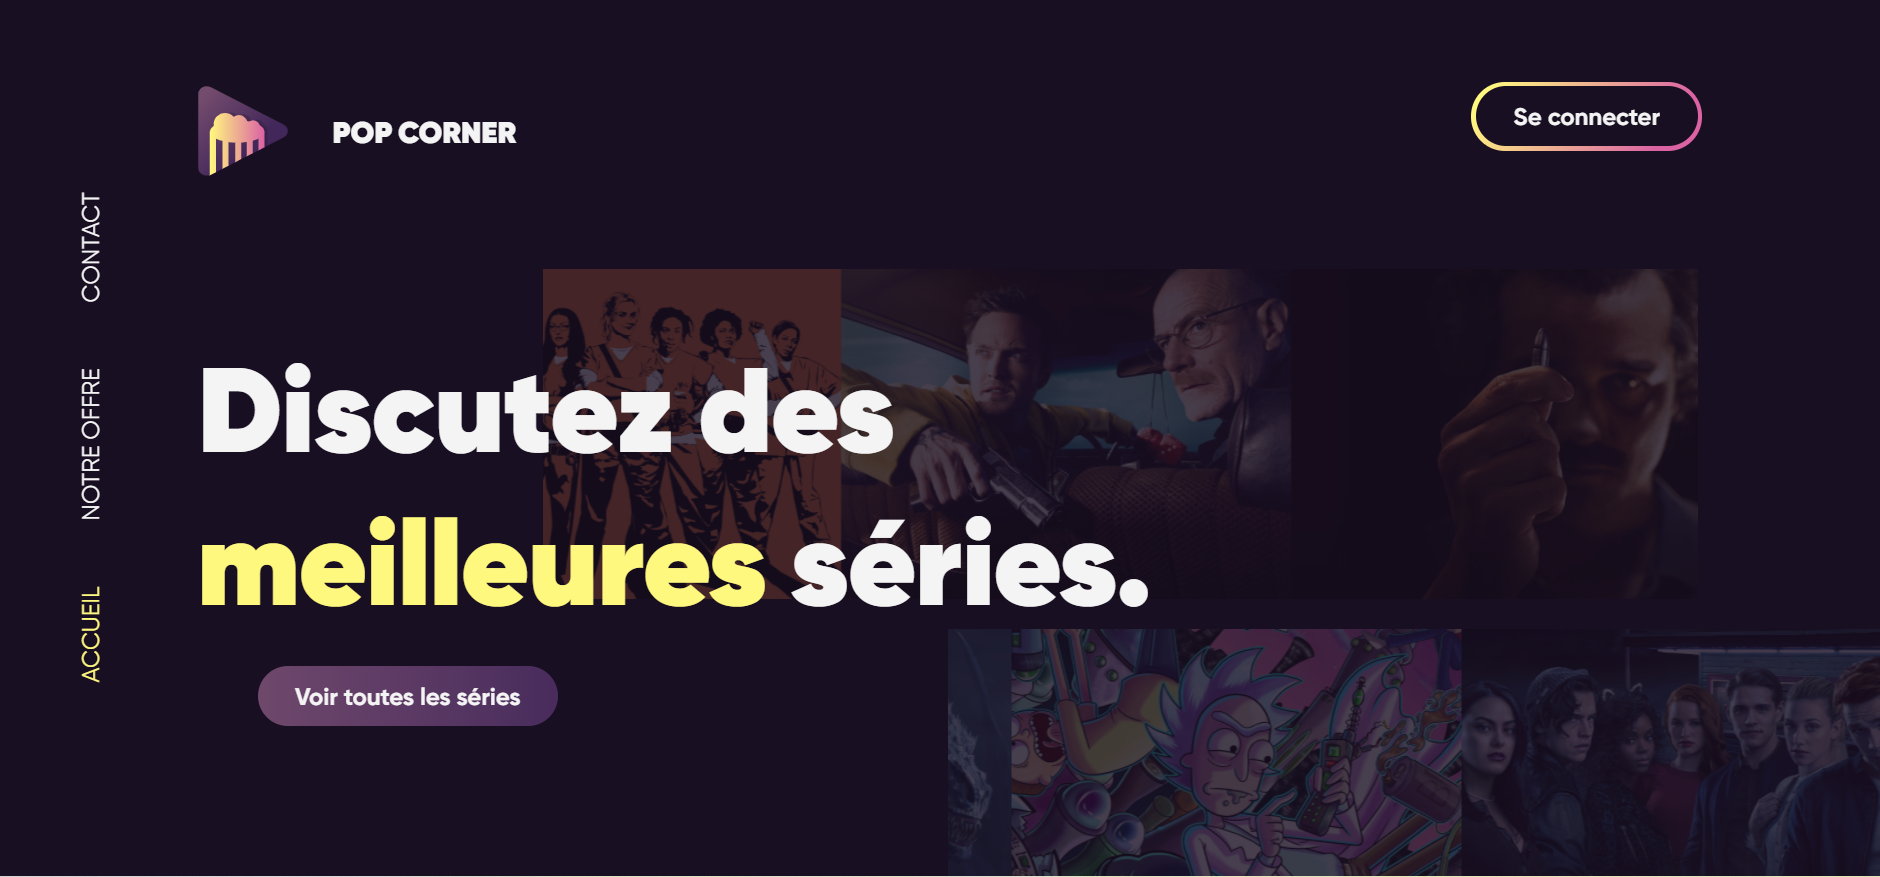 POP CORNER
Se connecter
CONTACT
NOTRE OFFRE
ACCUEIL
Discutez des
meilleures séries.
Voir toutes les séries